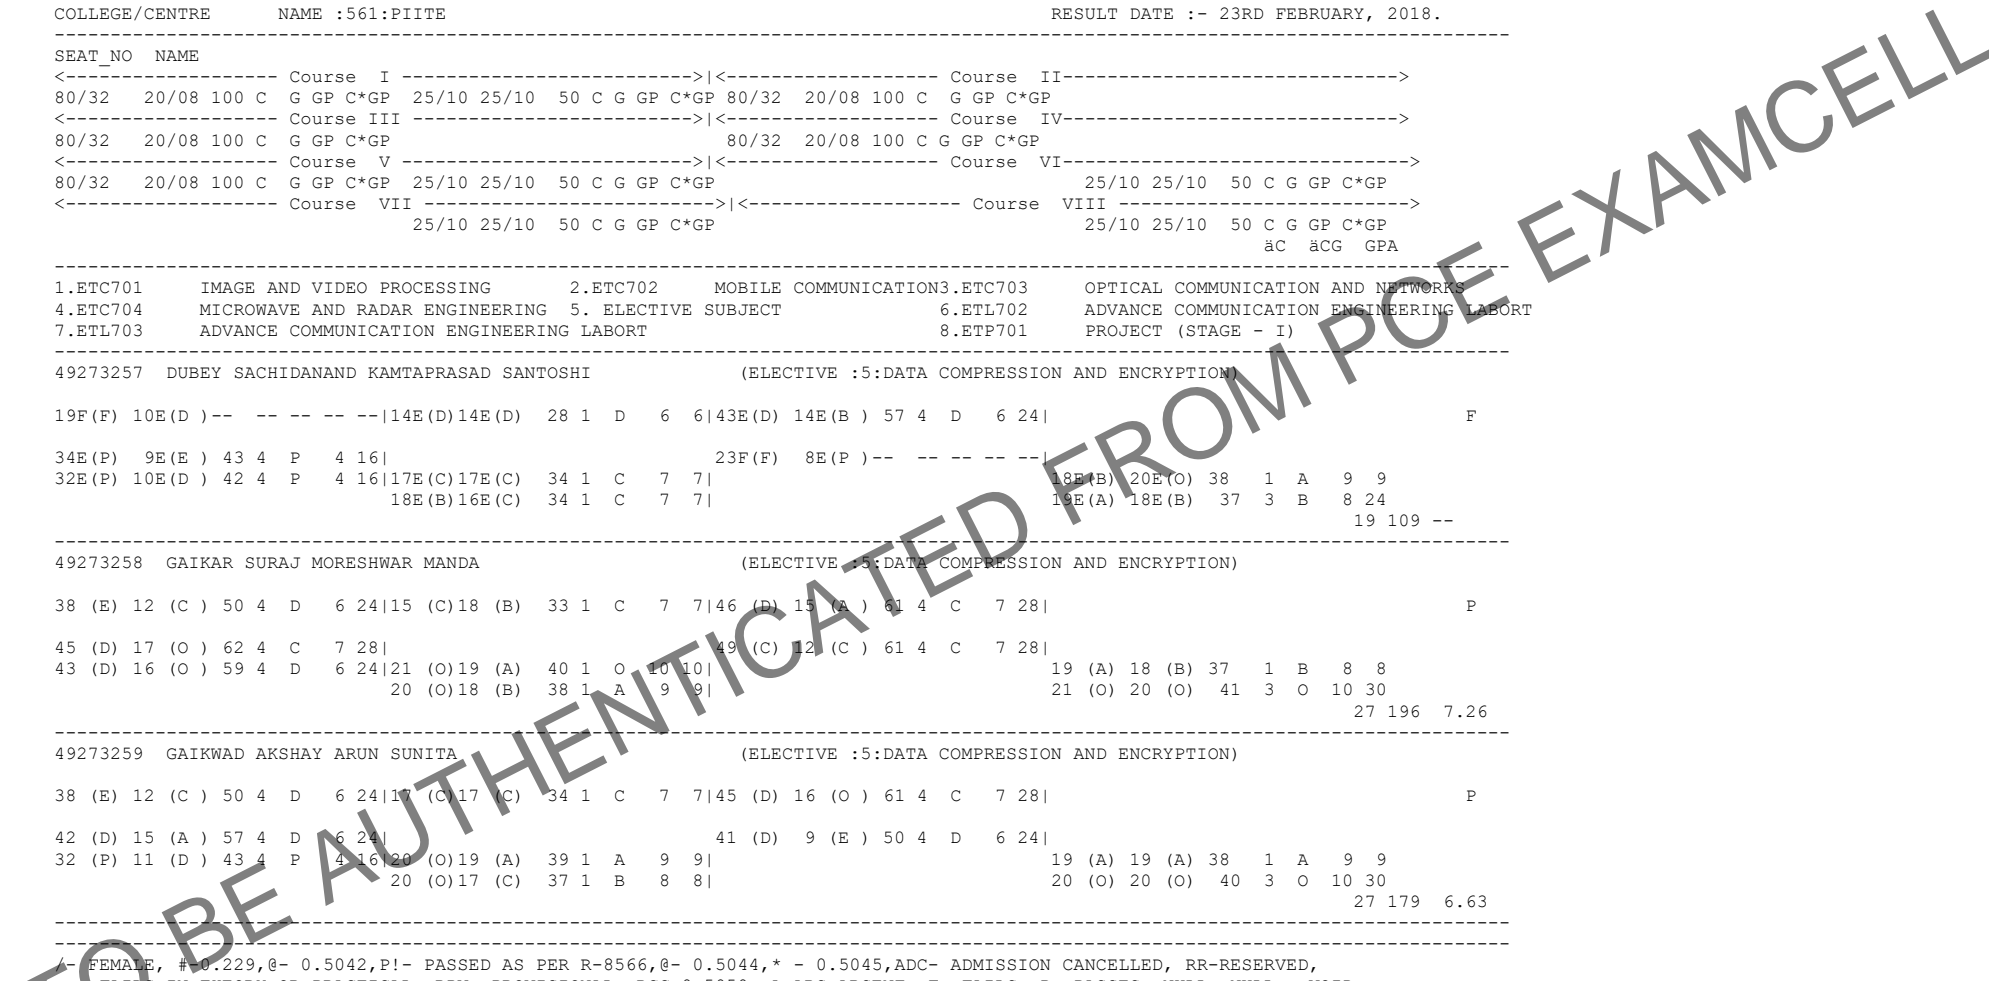 COLLEGE/CENTRE NAME :561:PIITE RESULT DATE :- 23RD FEBRUARY, 2018.
SEAT_NO NAME
<------------------- Course I -------------------------->|<------------------- Course II------------------------------>
80/32 20/08 100 C G GP C*GP 25/10 25/10 50 C G GP C*GP 80/32 20/08 100 C G GP C*GP
<------------------- Course III ------------------------->|<------------------- Course IV------------------------------>
80/32 20/08 100 C G GP C*GP 80/32 20/08 100 C G GP C*GP
<------------------- Course V -------------------------->|<------------------- Course VI------------------------------->
80/32 20/08 100 C G GP C*GP 25/10 25/10 50 C G GP C*GP 25/10 25/10 50 C G GP C*GP
<------------------- Course VII -------------------------->|<------------------- Course VIII ------------------------->
25/10 25/10 50 C G GP C*GP 25/10 25/10 50 C G GP C*GP
äC äCG GPA
1.ETC701 IMAGE AND VIDEO PROCESSING 2.ETC702 MOBILE COMMUNICATION3.ETC703 OPTICAL COMMUNICATION AND NETWORKS
4.ETC704 MICROWAVE AND RADAR ENGINEERING 5. ELECTIVE SUBJECT 6.ETL702 ADVANCE COMMUNICATION ENGINEERING LABORT
7.ETL703 ADVANCE COMMUNICATION ENGINEERING LABORT 8.ETP701 PROJECT (STAGE - I)
49273257 DUBEY SACHIDANAND KAMTAPRASAD SANTOSHI (ELECTIVE :5:DATA COMPRESSION AND ENCRYPTION)
19F(F) 10E(D )-- -- -- -- --|14E(D)14E(D) 28 1 D 6 6|43E(D) 14E(B ) 57 4 D 6 24| F
34E(P) 9E(E ) 43 4 P 4 16| 23F(F) 8E(P )-- -- -- -- --|
32E(P) 10E(D ) 42 4 P 4 16|17E(C)17E(C) 34 1 C 7 7| 18E(B) 20E(O) 38 1 A 9 9
18E(B)16E(C) 34 1 C 7 7| 19E(A) 18E(B) 37 3 B 8 24
19 109 --
49273258 GAIKAR SURAJ MORESHWAR MANDA (ELECTIVE :5:DATA COMPRESSION AND ENCRYPTION)
38 (E) 12 (C ) 50 4 D 6 24|15 (C)18 (B) 33 1 C 7 7|46 (D) 15 (A ) 61 4 C 7 28| P
45 (D) 17 (O ) 62 4 C 7 28| 49 (C) 12 (C ) 61 4 C 7 28|
43 (D) 16 (O ) 59 4 D 6 24|21 (O)19 (A) 40 1 O 10 10| 19 (A) 18 (B) 37 1 B 8 8
20 (O)18 (B) 38 1 A 9 9| 21 (O) 20 (O) 41 3 O 10 30
27 196 7.26
49273259 GAIKWAD AKSHAY ARUN SUNITA (ELECTIVE :5:DATA COMPRESSION AND ENCRYPTION)
38 (E) 12 (C ) 50 4 D 6 24|17 (C)17 (C) 34 1 C 7 7|45 (D) 16 (O ) 61 4 C 7 28| P
42 (D) 15 (A ) 57 4 D 6 24| 41 (D) 9 (E ) 50 4 D 6 24|
32 (P) 11 (D ) 43 4 P 4 16|20 (O)19 (A) 39 1 A 9 9| 19 (A) 19 (A) 38 1 A 9 9
20 (O)17 (C) 37 1 B 8 8| 20 (O) 20 (O) 40 3 O 10 30
27 179 6.63
/- FEMALE, #-0.229,@- 0.5042,P!- PASSED AS PER R-8566,@- 0.5044,* - 0.5045,ADC- ADMISSION CANCELLED, RR-RESERVED,
TO BE AUTHENTICATED FROM PCE EXAMCELL